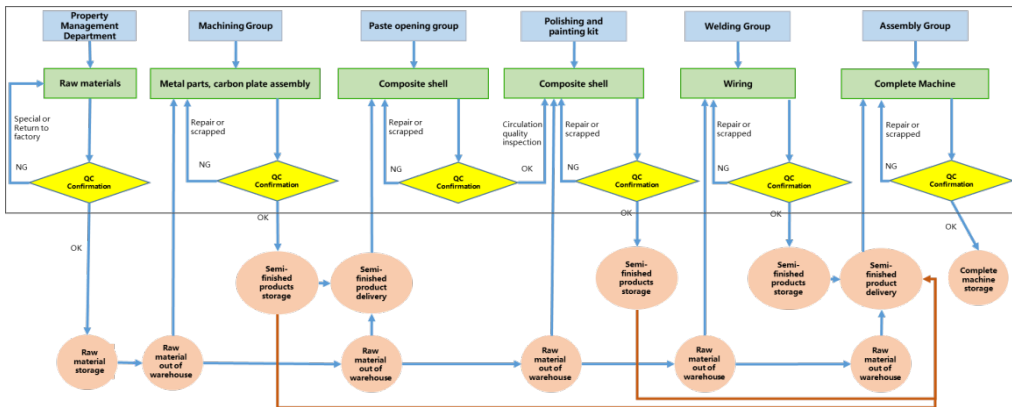 Property
Management
Department
Machining Group
Paste opening group
Polishing and
painting kit
Welding Group
Assembly Group
Raw materials
Metal parts, carbon plate assembly
Composite shell
Composite shell
Wiring
Complete Machine
Special or
Return to
factory
Repair or
scrapped
Repair or
scrapped
Circulation:
quality
inspection
Repair or
scrapped
Repair or
scrapped
Repair or
scrapped
NG
NG
NG
OK
NG
NG
NG
QC
Confirmation
QC
Confirmation
QC
Confirmation
QC
Confirmation
QC
Confirmation
QC
Confirmation
OK
OK
OK
OK
OK
Semi-
finished
products
storage
Semi-
finished
product
delivery
Semi-
finished
products
storage
Semi-
finished
products
storage
Semi-
finished
product
delivery
Complete
machine
storage
Raw
material
storage
Raw
material
out of
warehouse
Raw
material
out of
warehouse
Raw
material
out of
warehouse
Raw
material
out of
warehouse
Raw
material
out of
warehouse